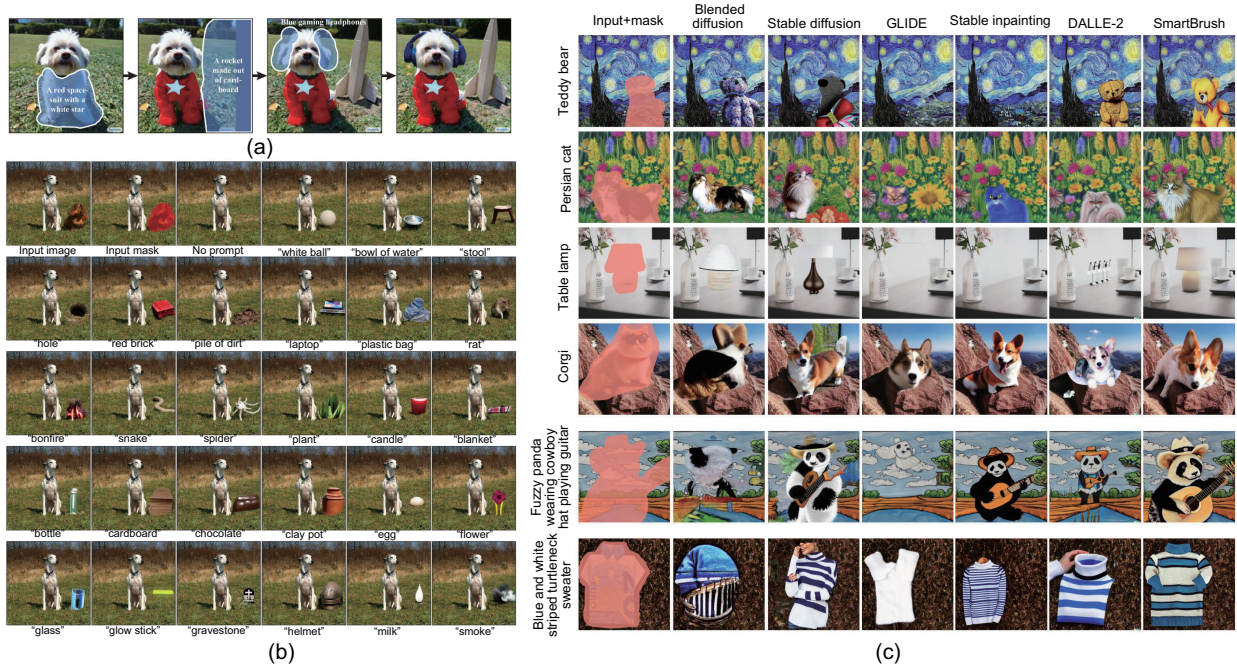 A red space-
suit with a
white star
A rocket
made out
of card-
board
Blue gaming headphones
(a)
Input image
Input mask
No prompt
“white ball”
“bowl of water”
“stool”
“hole”
“red brick”
“pile of dirt”
“laptop”
“plastic bag”
“rat”
“bonfire”
“snake”
“spider”
“plant”
“candle”
“blanket”
“bottle”
“cardboard”
“chocolate”
“clay pot”
“egg”
“flower”
“glass”
“glow stick”
“gravestone”
“helmet”
“milk”
“smoke”
(b)
Input+mask
Blended
diffusion
Stable diffusion
GLIDE
Stable inpainting
DALLE-2
SmartBrush
Teddy bear
Persian cat
Table lamp
Corgi
Fuzzy panda
wearing cowboy
hat playing guitar
Blue and white
striped turtleneck
sweater
(c)